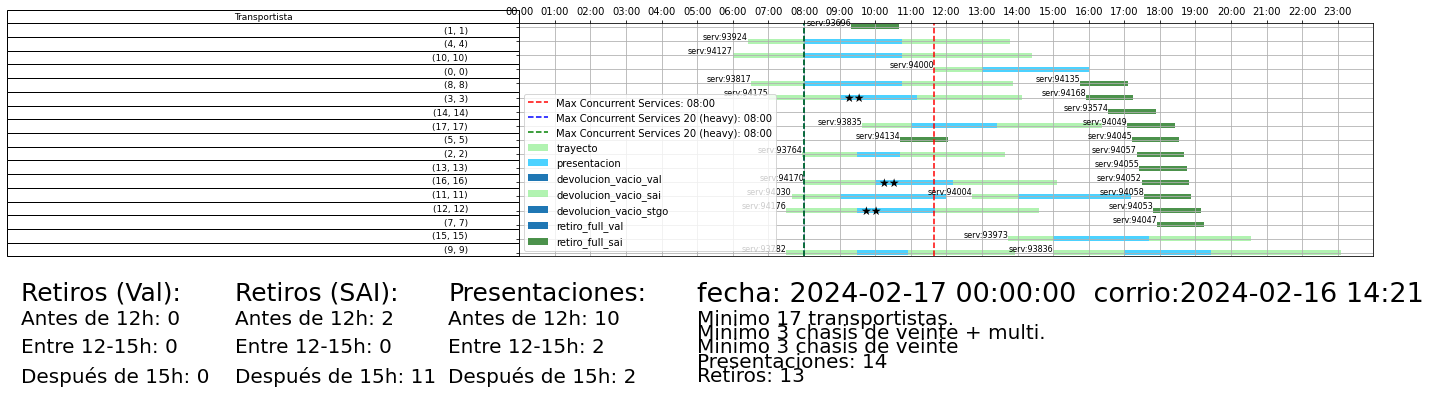 Transportista
00:00 01:00 02:00 03:00 04:00 05:00 06:00 07:00 08:00 09:00 10:00 11:00 12:00 13:00 14:00 15:00 16:00 17:00 18:00 19:00 20:00 21:00 22:00 23:00
serv:93696
(1, 1)
serv:93924
(4, 4)
serv:94127
(10, 10)
serv:94000
(0, 0)
serv:93817 serv:94135
(8, 8)
serv:94175 serv:94168
(3, 3)
serv:93574
(14, 14)
serv:93835 serv:94049
(17, 17)
serv:94134 serv:94045
(5, 5)
serv:93764 serv:94057
(2, 2)
serv:94055
(13, 13)
serv:94170 serv:94052
(16, 16)
serv:94030 serv:94004 serv:94058
(11, 11)
serv:94176 serv:94053
(12, 12)
serv:94047
(7, 7)
serv:93973
(15, 15)
serv:93782 serv:93836
(9, 9)
Max Concurrent Services: 08:00
Max Concurrent Services 20 (heavy): 08:00
Max Concurrent Services 20 (heavy): 08:00
trayecto
presentacion
devolucion_vacio_val
devolucion_vacio_sai
devolucion_vacio_stgo
retiro_full_val
retiro_full_sai
Retiros (Val):
Antes de 12h: 0
Entre 12-15h: 0
Después de 15h: 0
Retiros (SAI):
Antes de 12h: 2
Entre 12-15h: 0
Después de 15h: 11
Presentaciones:
Antes de 12h: 10
Entre 12-15h: 2
Después de 15h: 2
fecha: 2024-02-17 00:00:00 corrio:2024-02-16 14:21
Minimo 17 transportistas.
Minimo 3 chasis de veinte + multi.
Minimo 3 chasis de veinte
Presentaciones: 14
Retiros: 13